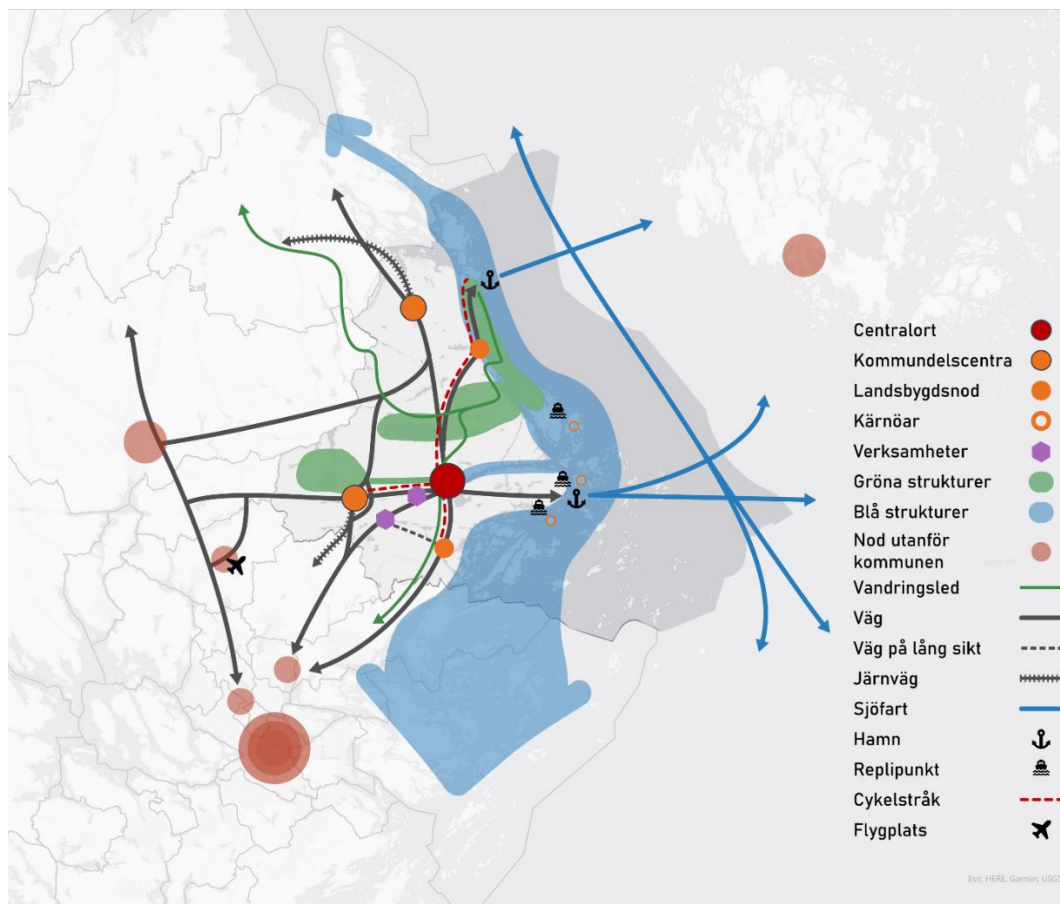 Centralort
Kommundelscentra
Landsbygdsnod
Kärnöar
Verksamheter
Gröna strukturer
Blå strukturer
Nod utanför
kommunen
Vandringsled
Väg
Väg på lång sikt
Järnväg
Sjöfart
Hamn
Replipunkt
Cykelstråk
Flygplats
Esri, HERE, Garmin, USGS